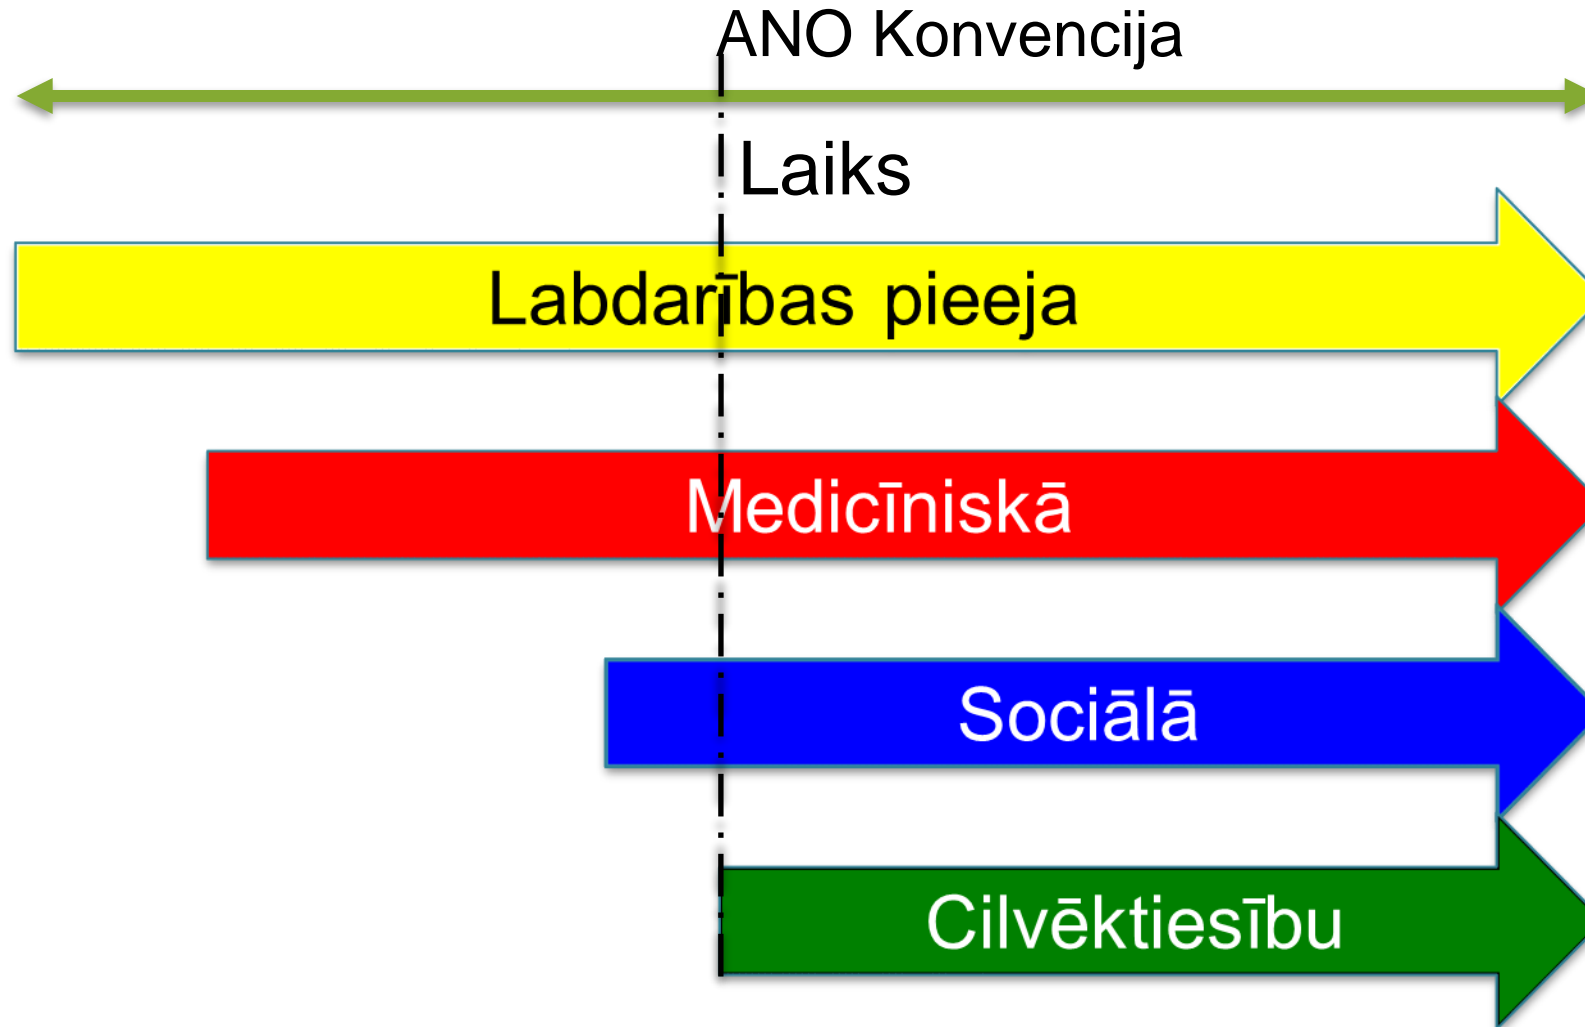 ANO Konvencija
Laiks
Labdarības pieeja
Medicīniskā
Sociālā
Cilvēktiesību